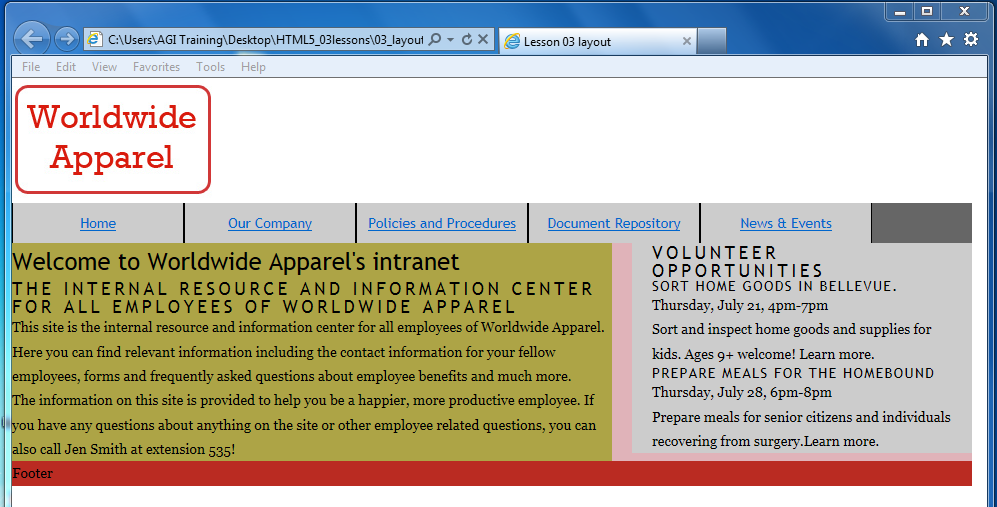 C:\Users\AGI Training\Desktop\HTML5_03lessons\03_layout
Lesson 03 layout
File Edit View Favorites Tools Help
Worldwide
Apparel
Home Our Company Policies and Procedures Document Repository News & Events
Welcome to Worldwide Apparel's intranet
THE INTERNAL RESOURCE AND INFORMATION CENTER
FOR ALL EMPLOYEES OF WORLDWIDE APPAREL
This site is the internal resource and information center for all employees of Worldwide Apparel.
Here you can find relevant information including the contact information for your fellow
employees, forms and frequently asked questions about employee benefits and much more.
The information on this site is provided to help you be a happier, more productive employee. If
you have any questions about anything on the site or other employee related questions, you can
also call Jen Smith at extension 535!
VOLUNTEER
OPPORTUNITIES
SORT HOME GOODS IN BELLEVUE.
Thursday, July 21, 4pm-7pm
Sort and inspect home goods and supplies for
kids. Ages 9+ welcome! Learn more.
PREPARE MEALS FOR THE HOMEBOUND
Thursday, July 28, 6pm-8pm
Prepare meals for senior citizens and individuals
recovering from surgery.Learn more.
Footer